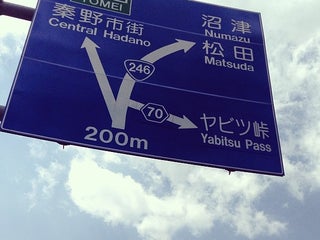 TOMEI
秦野市街
Central Hadano
沼津
Numazu
松田
Matsuda
246
70
ヤビツ峠
Yabitsu Pass
200m